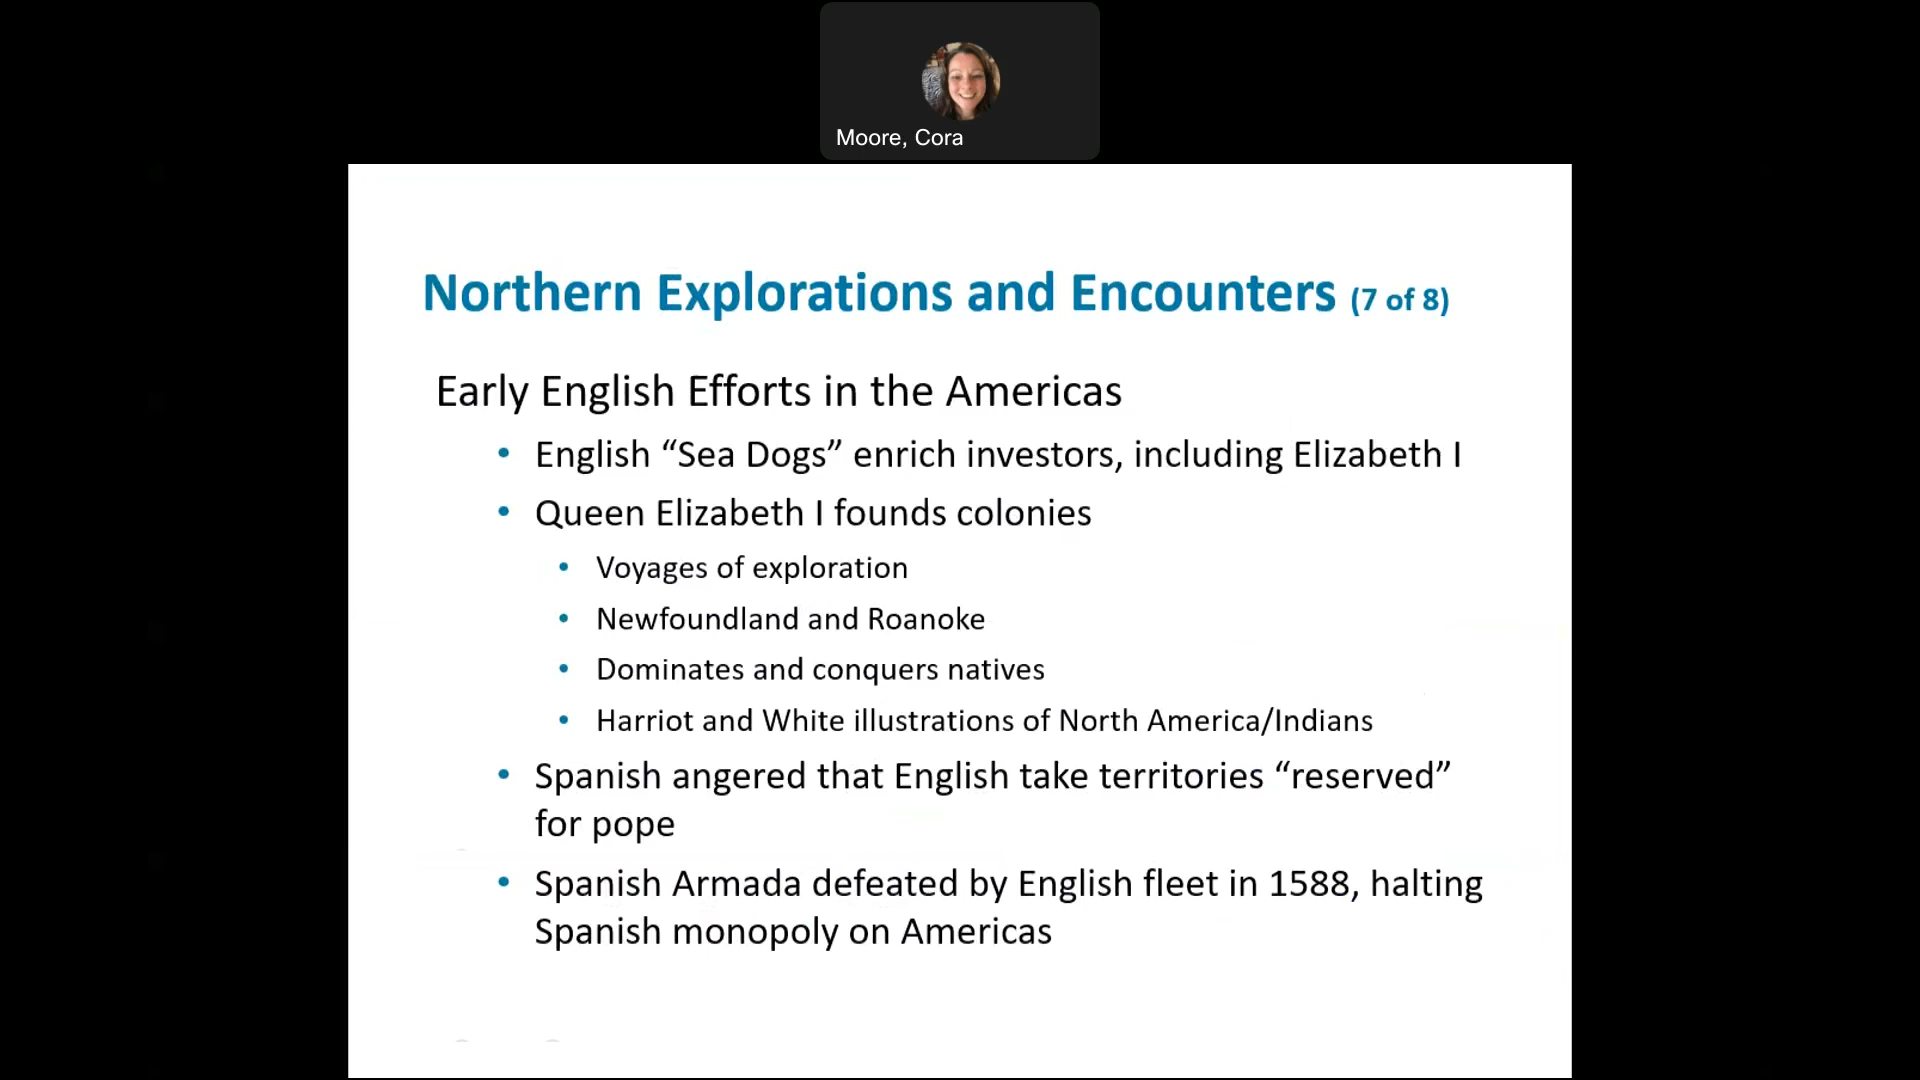 Moore, Cora
Northern Explorations and Encounters (7 of 8)
Early English Efforts in the Americas
• English “Sea Dogs” enrich investors, including Elizabeth I
• Queen Elizabeth I founds colonies
• Voyages of exploration
• Newfoundland and Roanoke
• Dominates and conquers natives
• Harriot and White illustrations of North America/Indians
• Spanish angered that English take territories “reserved”
for pope
• Spanish Armada defeated by English fleet in 1588, halting
Spanish monopoly on Americas